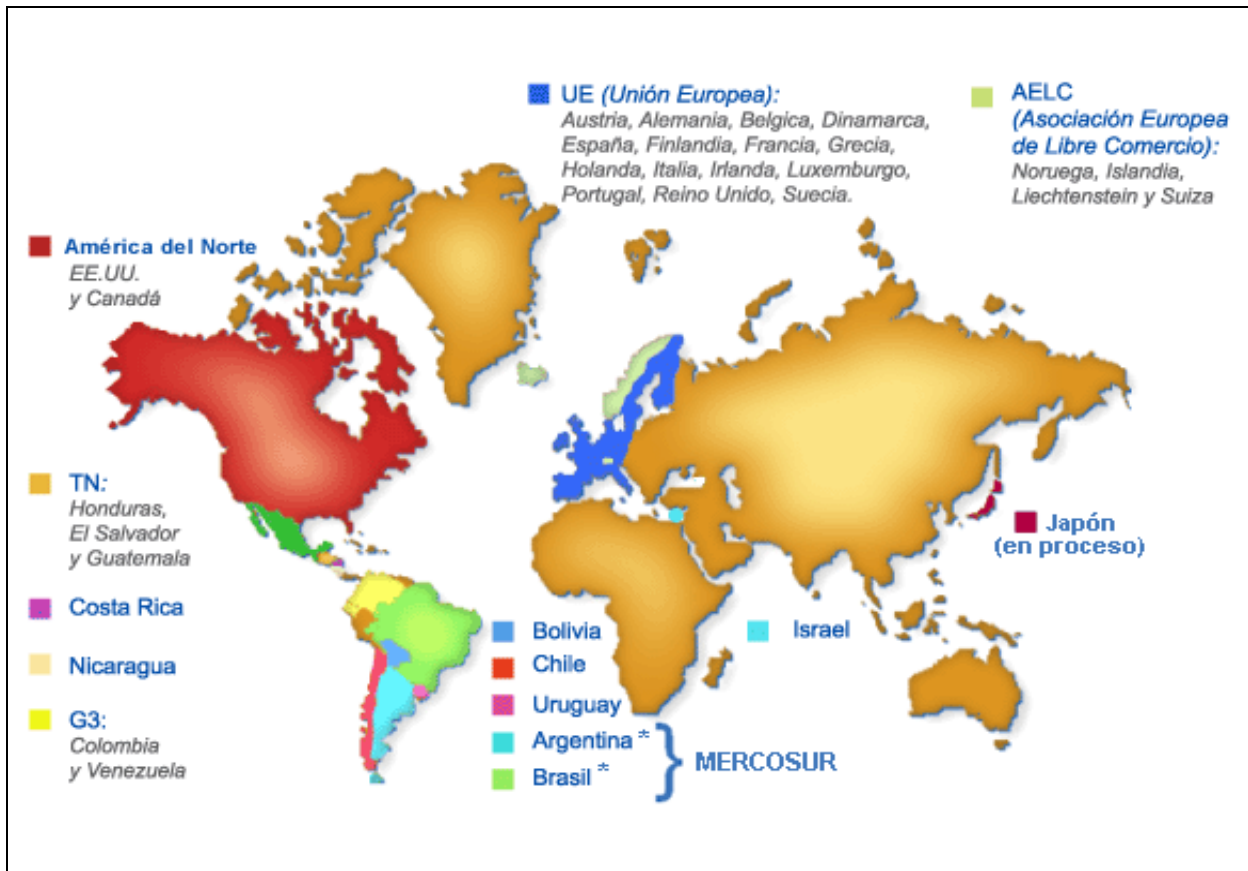 UE (Unión Europea):
Austria, Alemania, Belgica, Dinamarca,
España, Finlandia, Francia, Grecia,
Holanda, Italia, Irlanda, Luxemburgo,
Portugal, Reino Unido, Suecia.
AELC
(Asociación Europea
de Libre Comercio):
Noruega, Islandia,
Liechtenstein y Suiza
América del Norte
EE.UU.
y Canadá
TN:
Honduras,
El Salvador
y Guatemala
Costa Rica
Nicaragua
G3:
Colombia
y Venezuela
Bolivia
Chile
Uruguay
Argentina *
Brasil *
MERCOSUR
Israel
Japón
(en proceso)